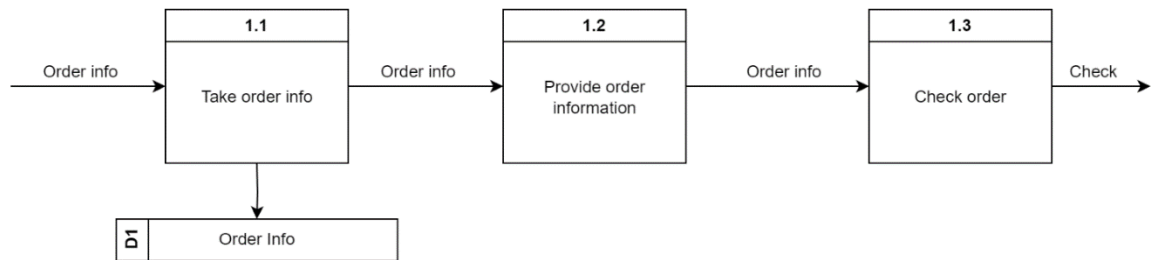 1.1
1.2
1.3
Order info
Order info
Order info
Check
Take order info
Provide order
information
Check order
D1
Order Info